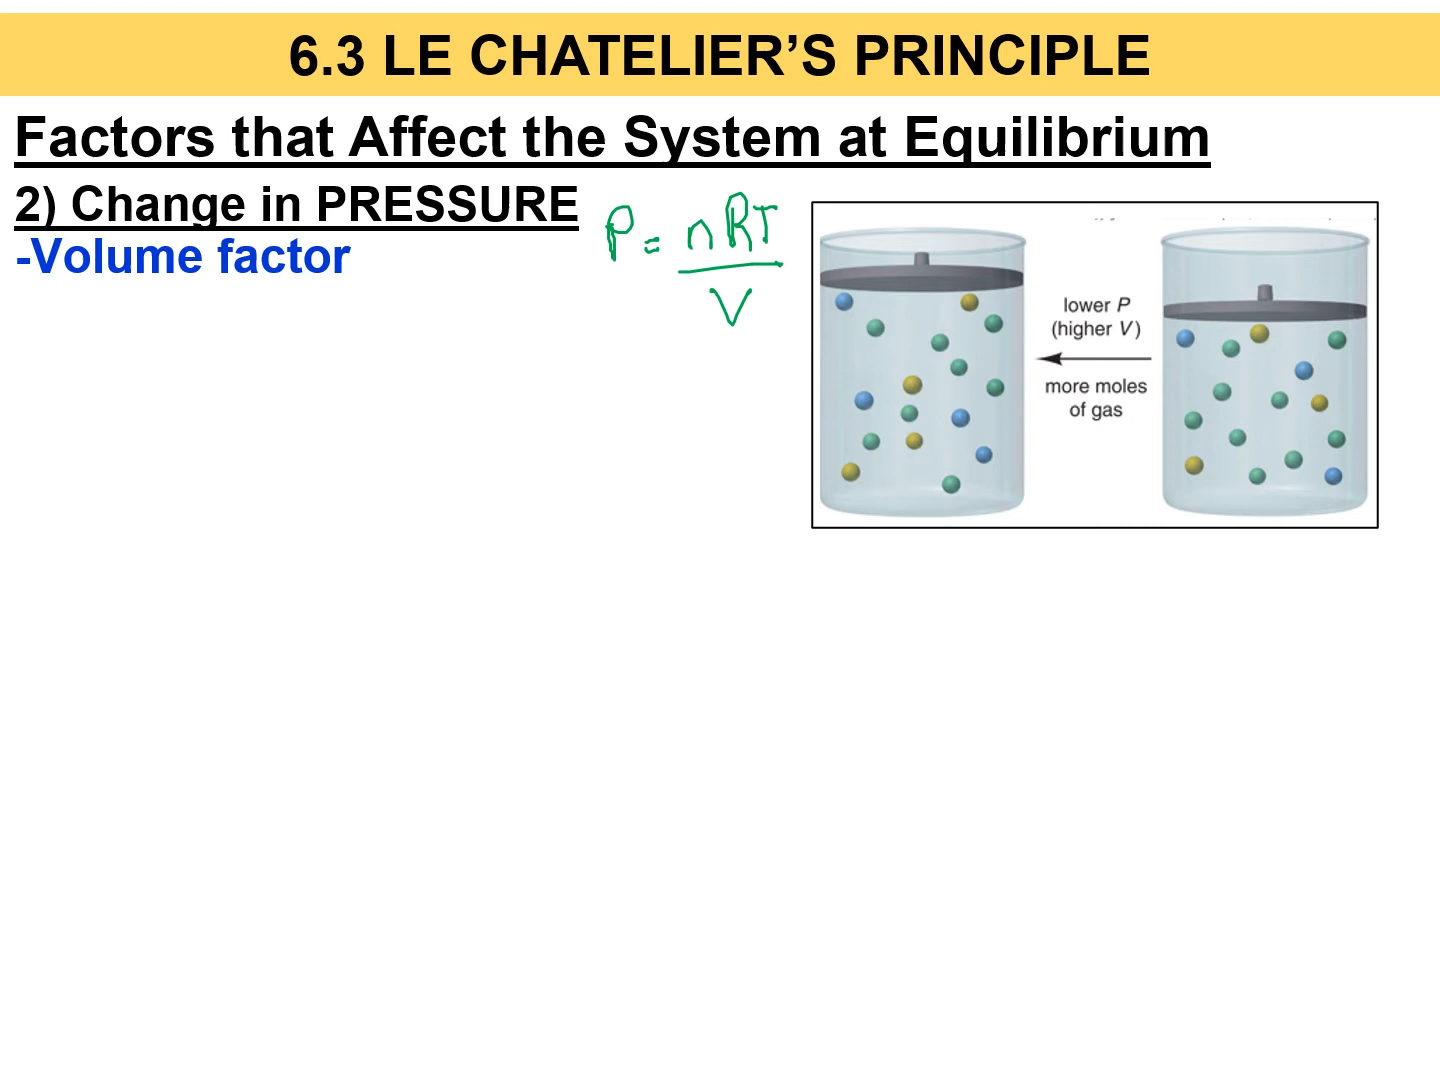 6.3 LE CHATELIER’S PRINCIPLE
Factors that Affect the System at Equilibrium
2) Change in PRESSURE
-Volume factor
P = nRT
V
lower P
(higher V)
more moles
of gas